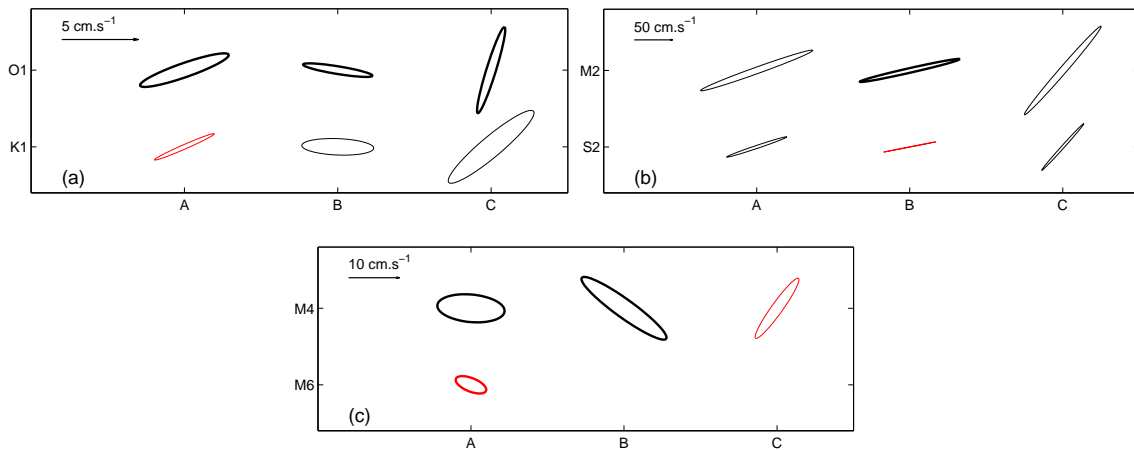 5 cm.s⁻¹
O1
K1
(a)
A B C
50 cm.s⁻¹
M2
S2
(b)
A B C
10 cm.s⁻¹
M4
M6
(c)
A B C